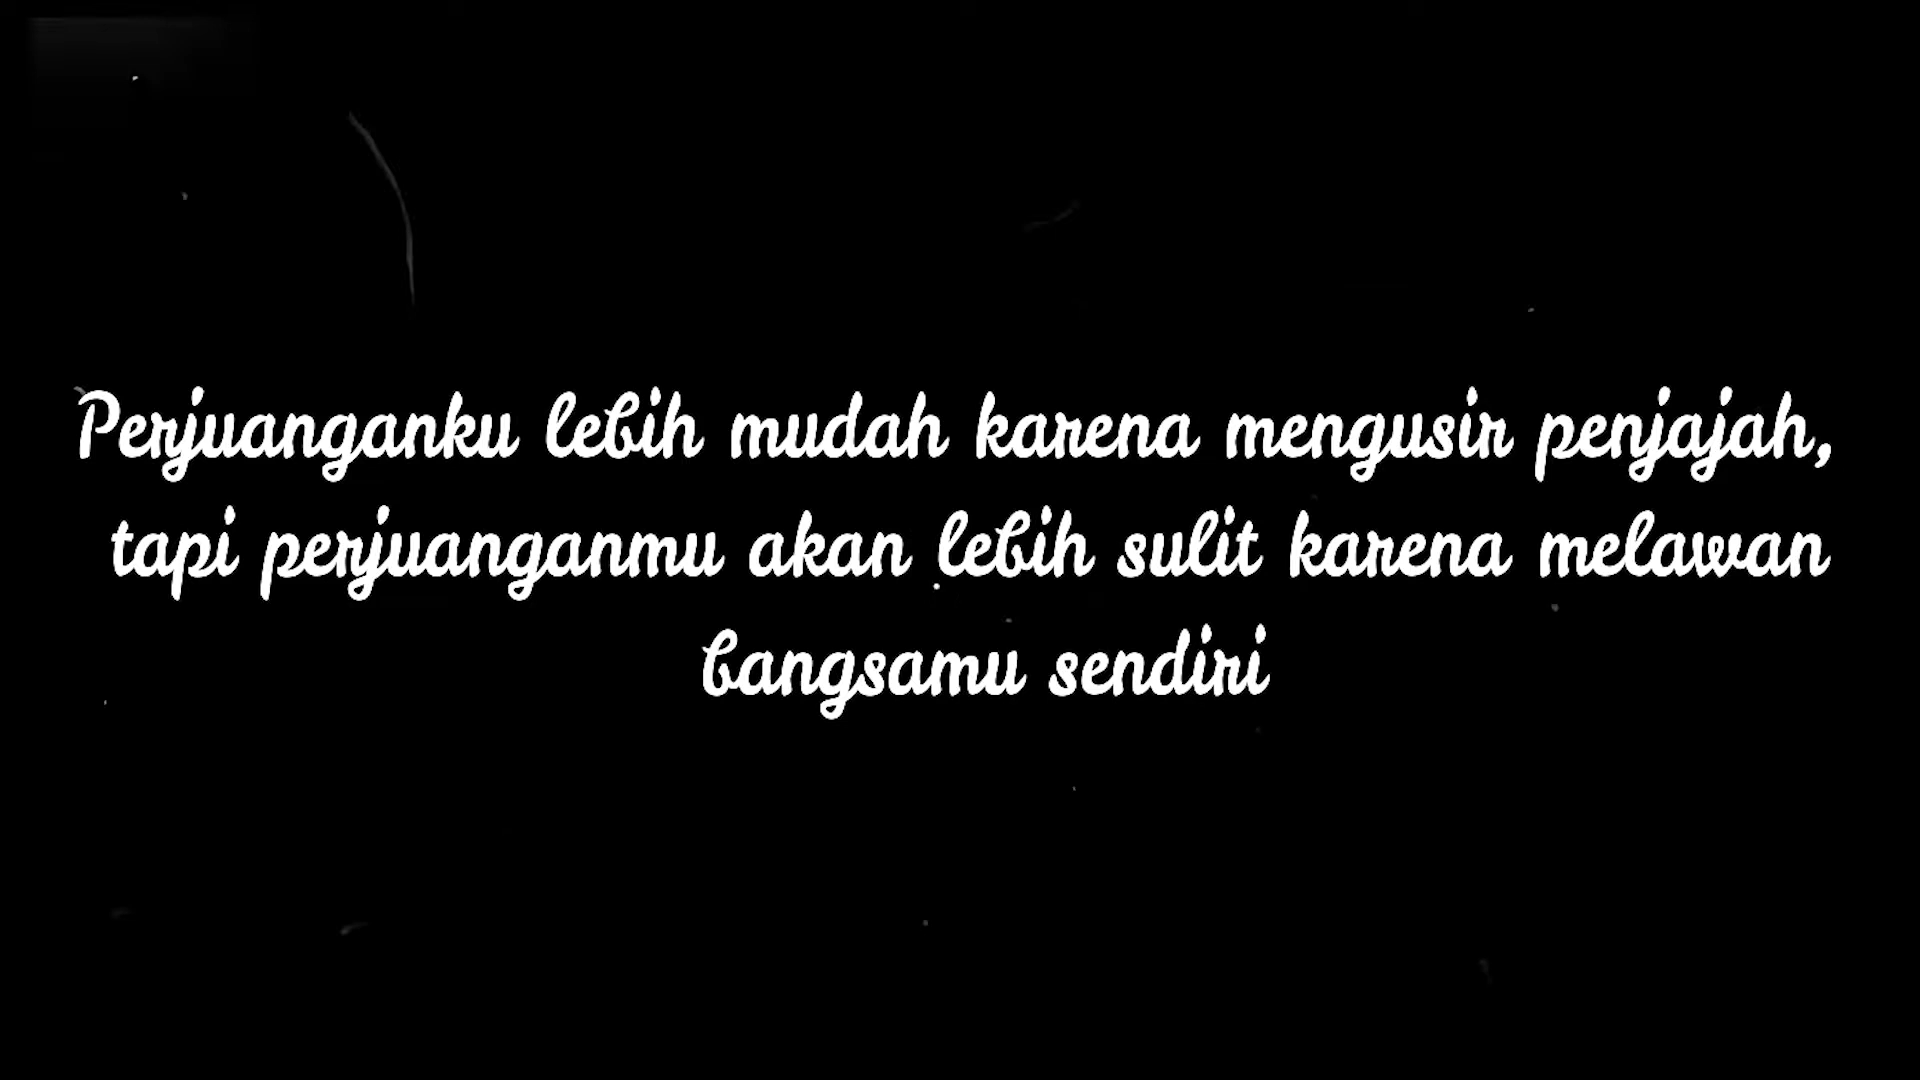 Perjuanganku lebih mudah karena mengusir penjajah,
tapi perjuanganmu akan lebih sulit karena melawan
bangsamu sendiri